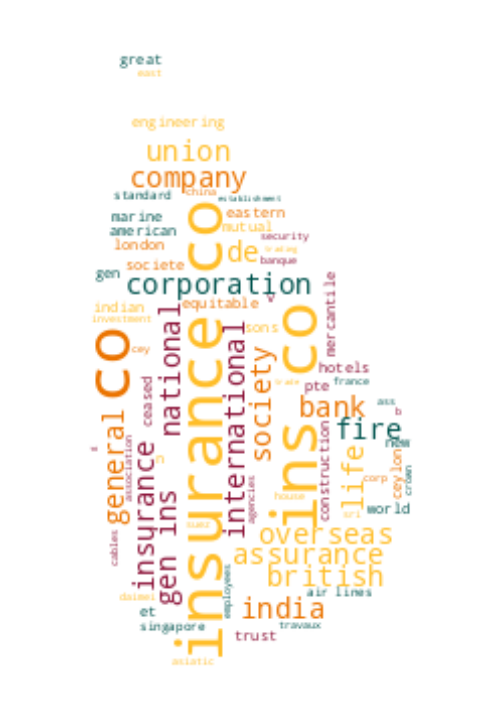 great
east
engineering
union
company
china
standard
establishment
marine
eastern
american
mutual
london
security
de
trading
societe
banque
gen
corporation
v
equitable
indian
investment
sons
insurance co
co
cey
national
international
society
ins co
mercantile
hotels
train
pte
france
ceased
bank
ass
b
fire
new
general
association
insurance
n
gen ins
agencies
house
construction
life
corp
ceylon
crown
sri
world
suez
overseas
assurance
british
cables
employees
air lines
daimei
et
india
singapore
travaux
trust
asiatic